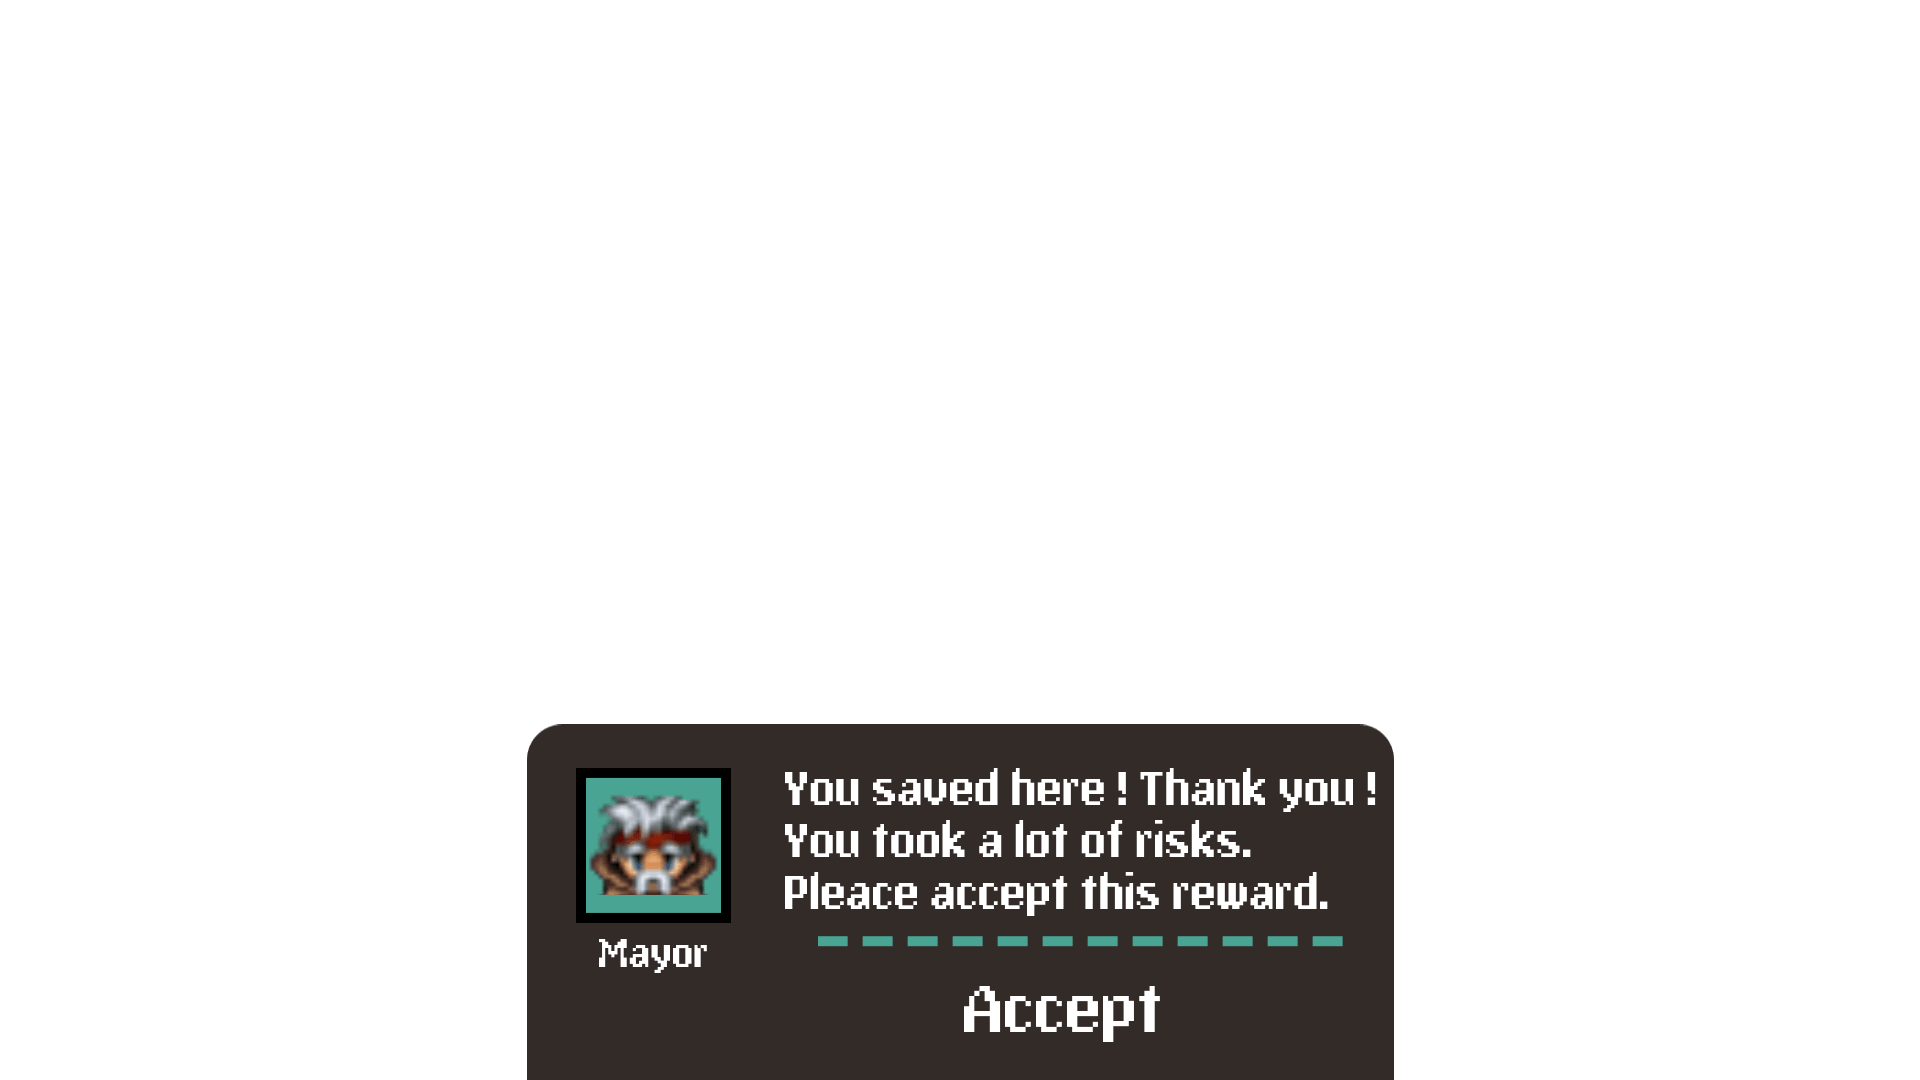 You saved here ! Thank you !
You took a lot of risks.
Pleace accept this reward.
Mayor
Accept